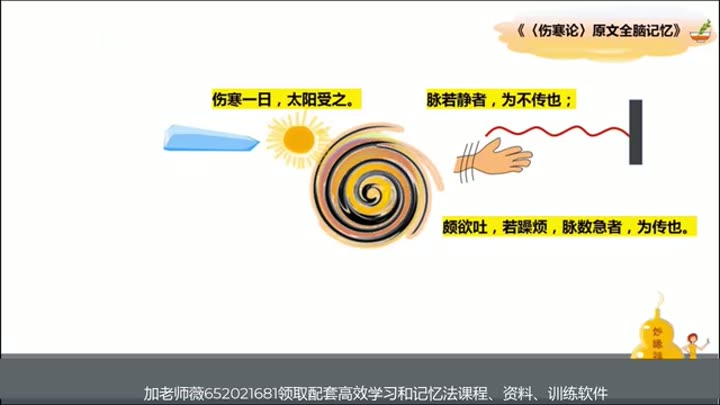 《〈伤寒论〉原文全脑记忆》
伤寒一日，太阳受之。
脉若静者，为不传也；
颇欲吐，若躁烦，脉数急者，为传也。
加老师薇652021681领取配套高效学习和记忆法课程、资料、训练软件